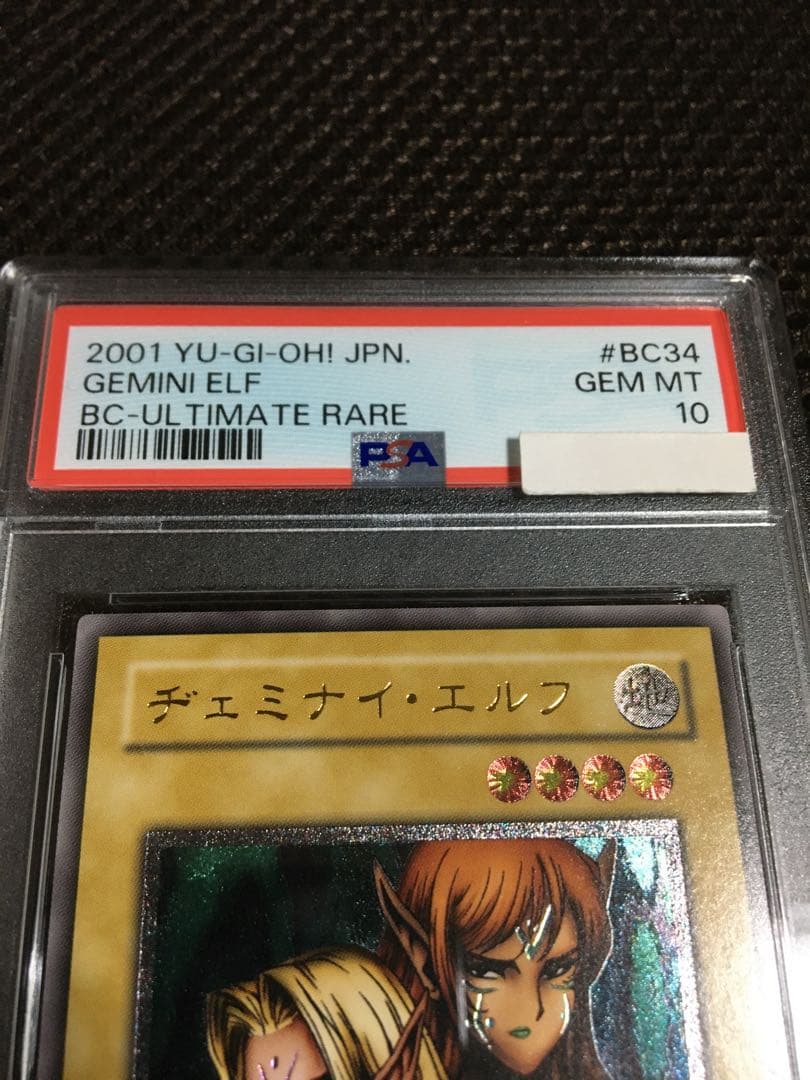 2001 YU-GI-OH! JPN. #BC34
GEMINI ELF GEM MT
BC-ULTIMATE RARE 10
PSA
ヂェミナイ・エルフ
地